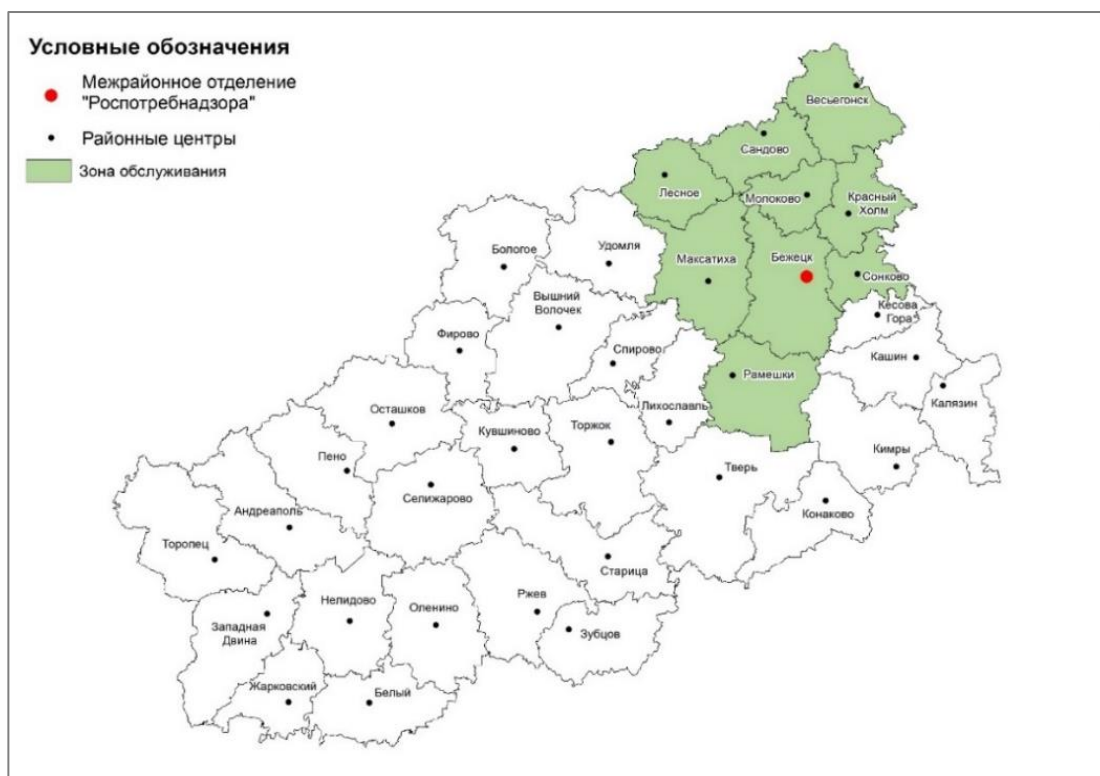 Условные обозначения
Межрайонное отделение
"Роспотребнадзора"
Районные центры
Зона обслуживания
Весьегонск
Сандово
Лесное
Молоково
Красный
Холм
Бологое
Удомля
Максатиха
Бежецк
Сонково
Вышний
Волочек
Кесова
Гора
Фирово
Спирово
Кашин
Рамешки
Калязин
Осташков
Лихославль
Кувшиново
Торжок
Пено
Тверь
Кимры
Селижарово
Андреаполь
Конаково
Торопец
Старица
Нелидово
Оленино
Ржев
Западная
Двина
Зубцов
Жарковский
Белый